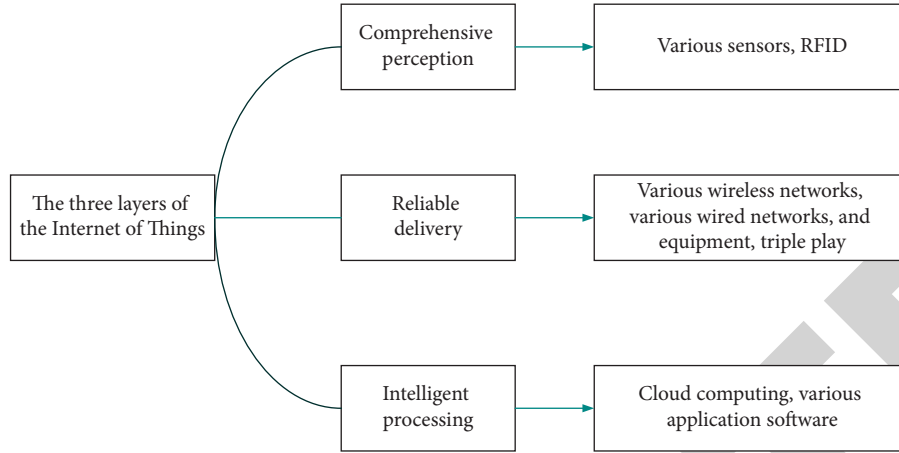 Comprehensive
perception
Various sensors, RFID
The three layers of
the Internet of Things
Reliable
delivery
Various wireless networks,
various wired networks, and
equipment, triple play
Intelligent
processing
Cloud computing, various
application software